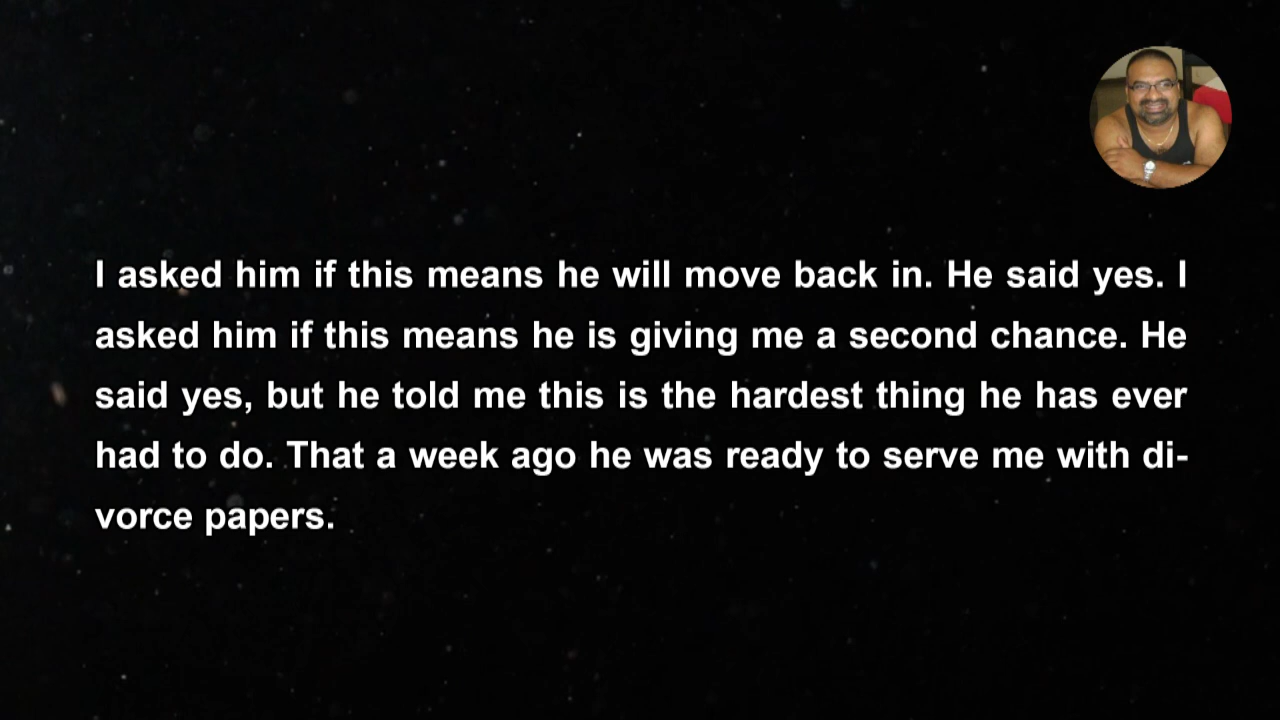 I asked him if this means he will move back in. He said yes. I
asked him if this means he is giving me a second chance. He
said yes, but he told me this is the hardest thing he has ever
had to do. That a week ago he was ready to serve me with di-
vorce papers.